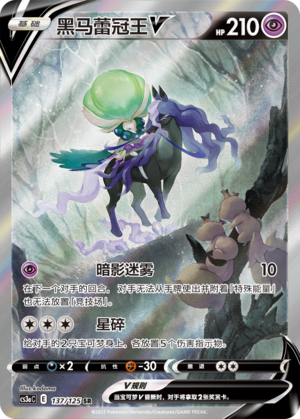 基础 黑马蕾冠王V HP 210
暗影迷雾 10
在下一个对手的回合,对手无法从手牌使出并附着「特殊能量」,
也无法放置「竞技场」。
星碎
给对手的2只宝可梦身上,各放置5个伤害指示物。
弱点 ×2 抵抗力 -30 撤退
V规则
当宝可梦V昏厥时,对手将拿取2张奖赏卡。
CS3aC E 137/125 SR